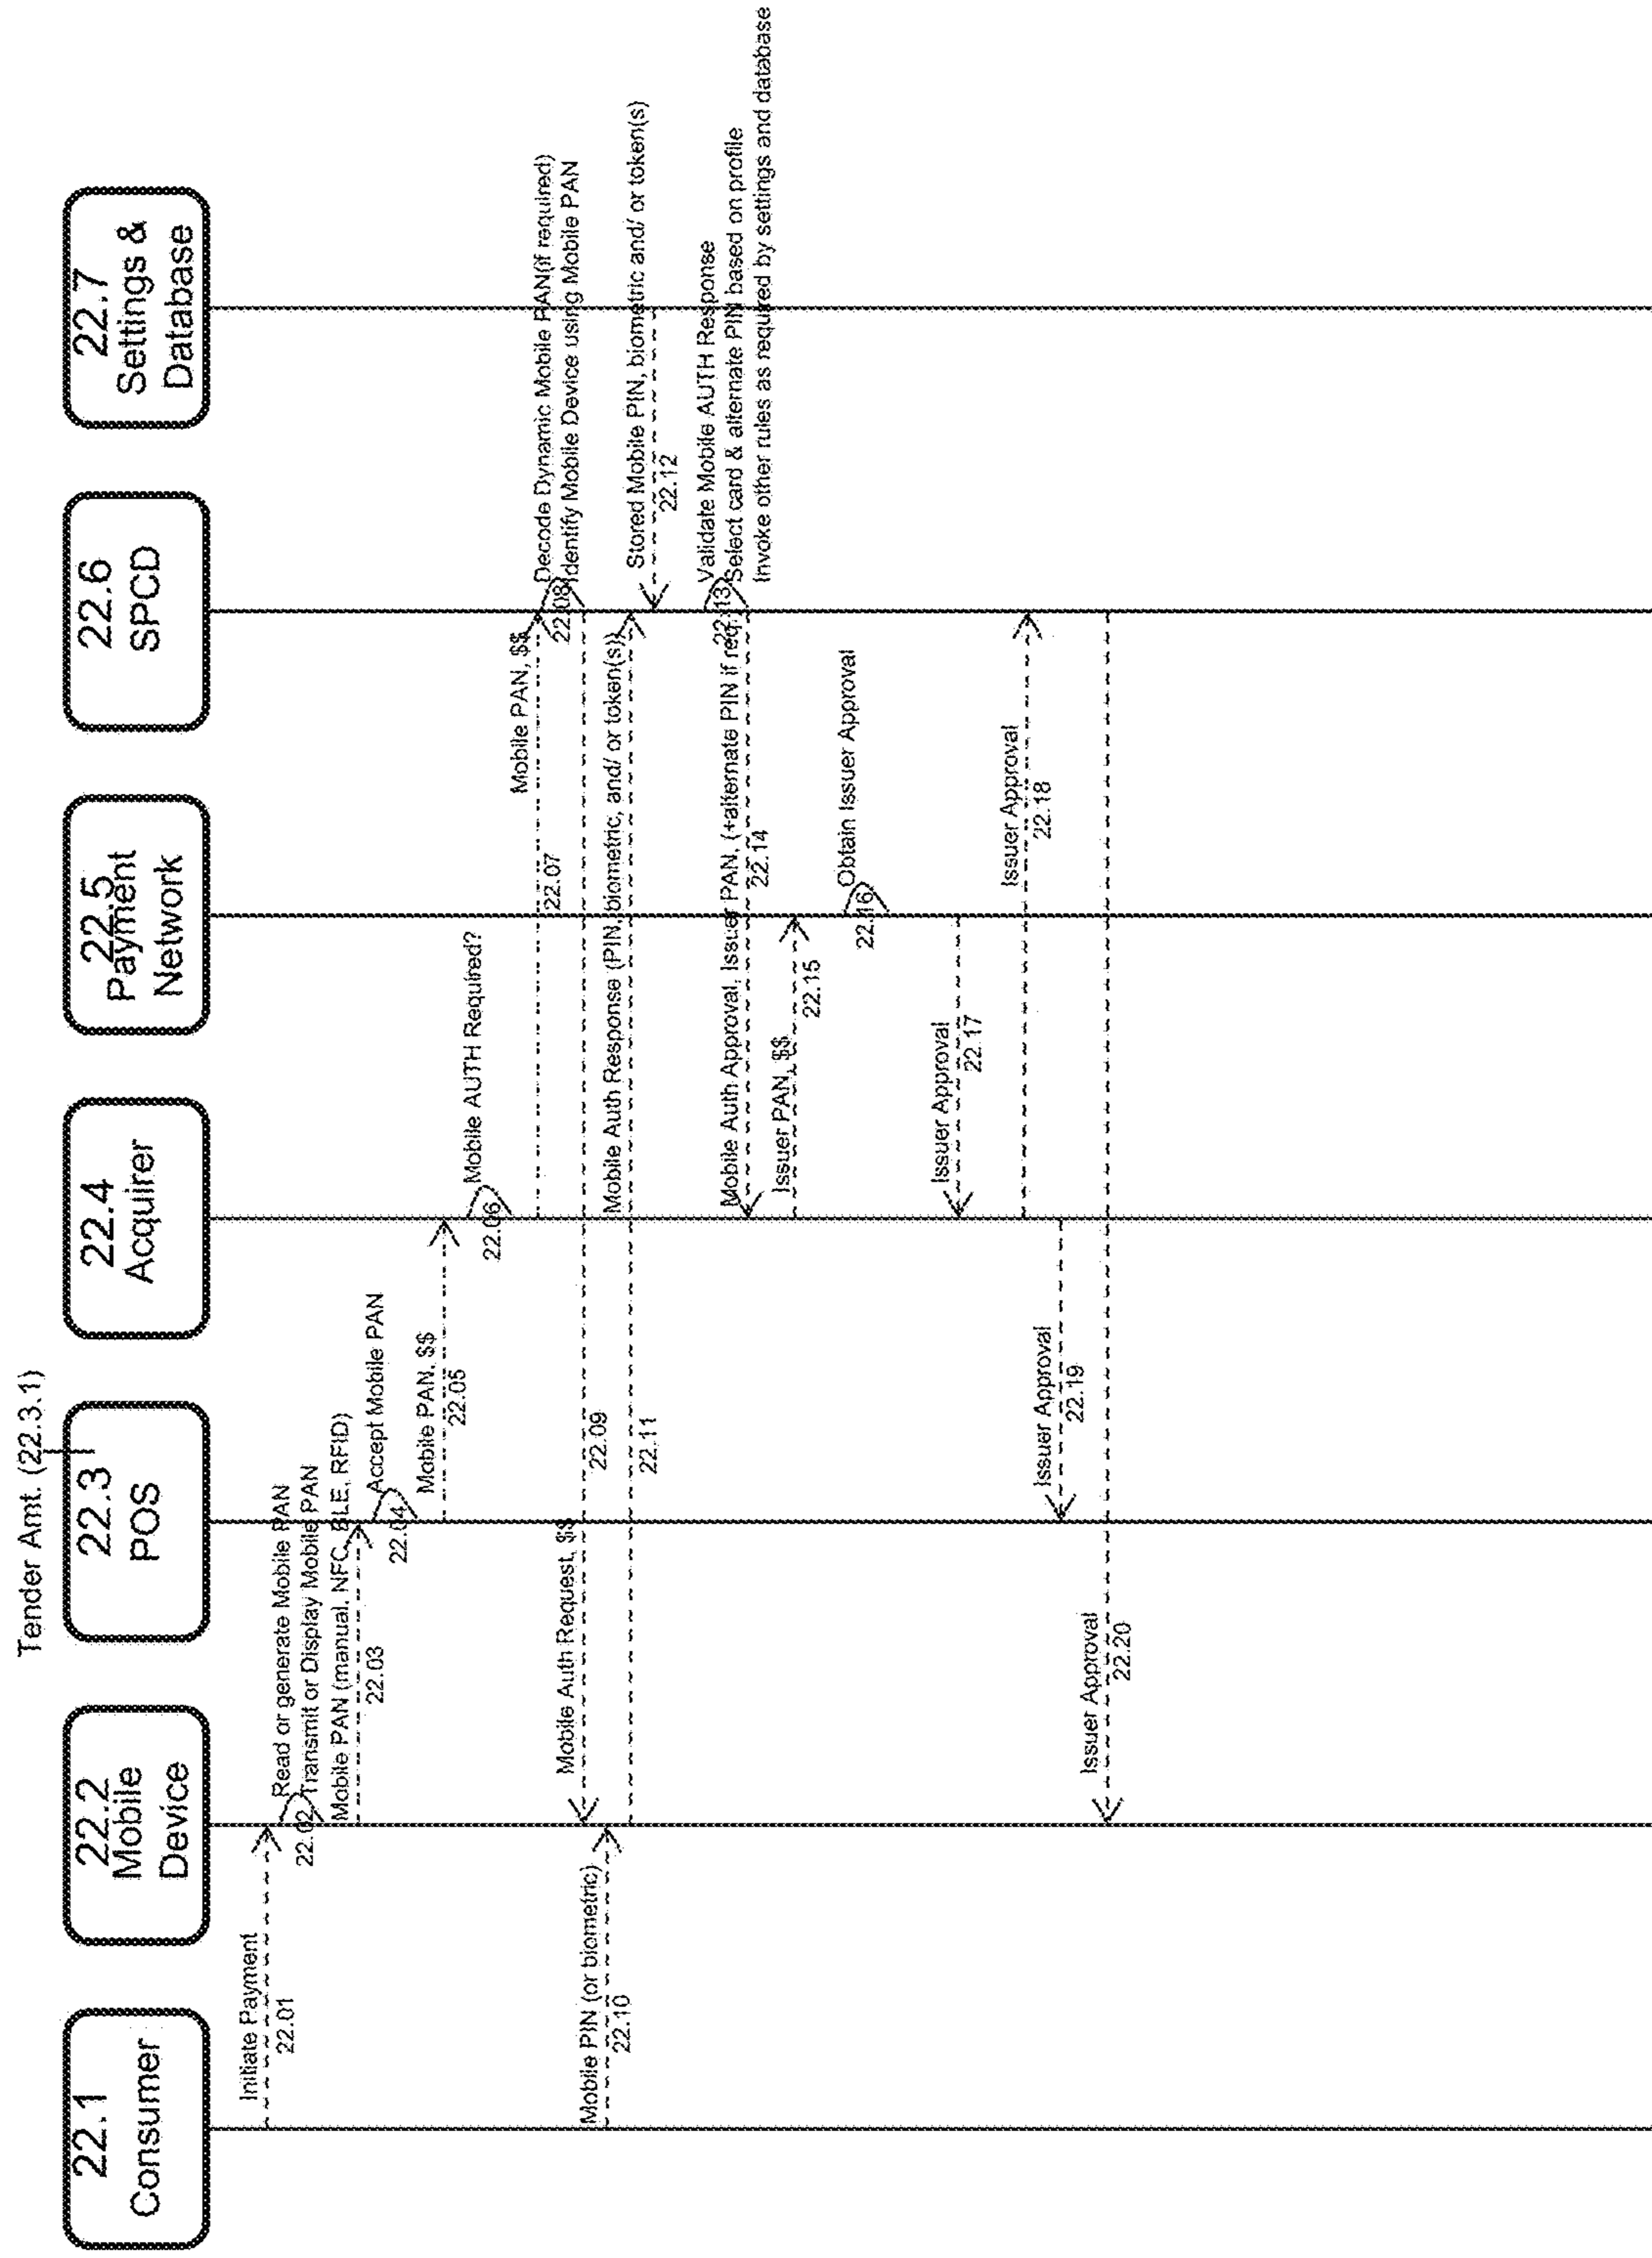 Tender Amt. (22.3.1)
22.1
Consumer
22.2
Mobile
Device
22.3
POS
22.4
Acquirer
22.5
Payment
Network
22.6
SPCD
22.7
Settings &
Database
Initiate Payment
22.01
Read or generate Mobile PAN
22.02
Transmit or Display Mobile PAN
Mobile PAN (manual, NFC, BLE, RFID)
22.03
Accept Mobile PAN
22.04
Mobile PAN, $$
22.05
Mobile AUTH Required?
22.06
Mobile PAN, $$
22.07
Decode Dynamic Mobile PAN(if required)
22.08
Identify Mobile Device using Mobile PAN
Mobile Auth Request, $$
22.09
Mobile PIN (or biometric)
22.10
Mobile Auth Response (PIN, biometric, and/ or token(s))
22.11
Stored Mobile PIN, biometric and/ or token(s)
22.12
Validate Mobile AUTH Response
22.13
Select card & alternate PIN based on profile
Invoke other rules as required by settings and database
Mobile Auth Approval, Issuer PAN, (+alternate PIN if req.)
22.14
Issuer PAN, $$
22.15
Obtain Issuer Approval
22.16
Issuer Approval
22.17
Issuer Approval
22.18
Issuer Approval
22.19
Issuer Approval
22.20